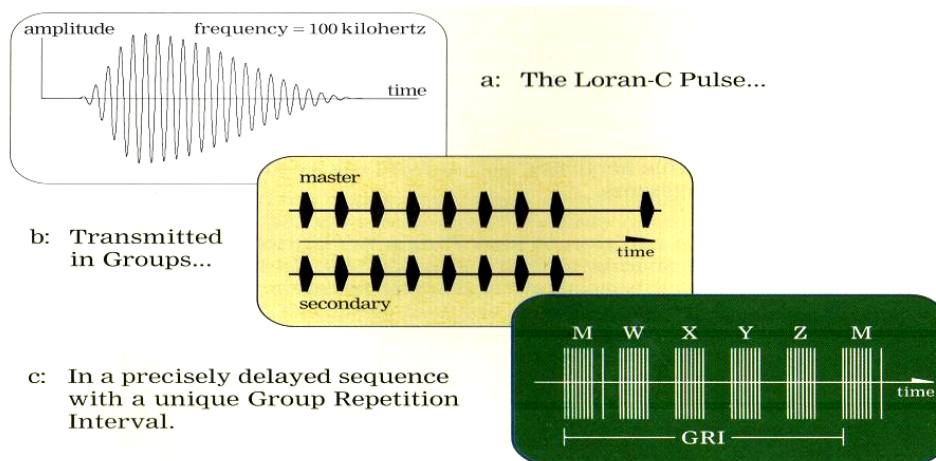 amplitude
frequency = 100 kilohertz
time
a: The Loran-C Pulse...
master
b: Transmitted
in Groups...
time
secondary
M W X Y Z M
time
GRI
c: In a precisely delayed sequence
with a unique Group Repetition
Interval.